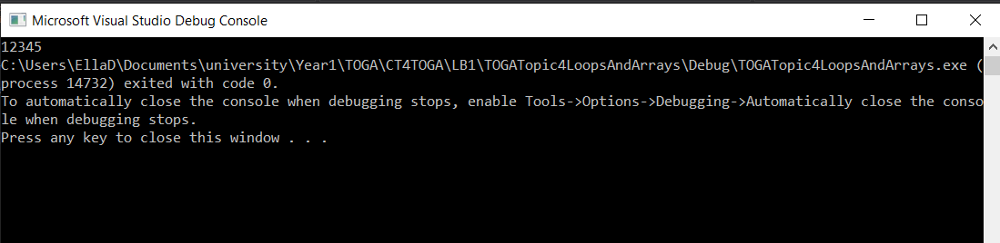 Microsoft Visual Studio Debug Console
12345
C:\Users\EllaD\Documents\university\Year1\TOGA\CT4TOGA\LB1\TOGATopic4LoopsAndArrays\Debug\TOGATopic4LoopsAndArrays.exe (
process 14732) exited with code 0.
To automatically close the console when debugging stops, enable Tools->Options->Debugging->Automatically close the conso
le when debugging stops.
Press any key to close this window . . .